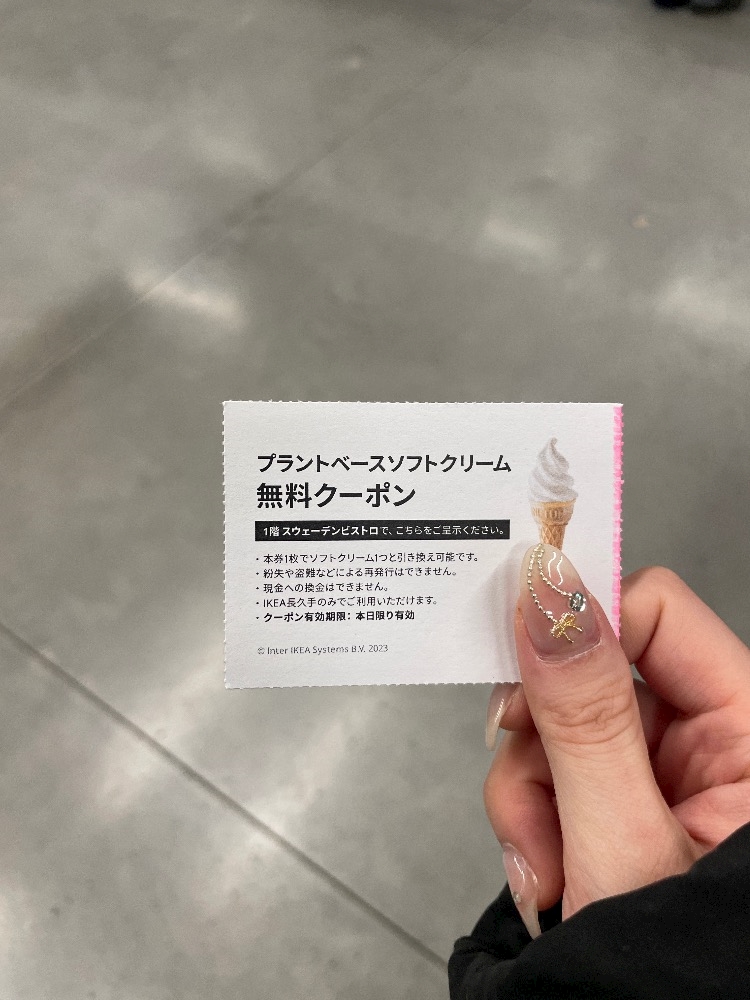 プラントベースソフトクリーム
無料クーポン
1階 スウェーデンビストロで、こちらをご呈示ください。
・本券1枚でソフトクリーム1つと引き換え可能です。
・紛失や盗難などによる再発行はできません。
・現金への換金はできません。
・IKEA長久手のみでご利用いただけます。
・クーポン有効期限： 本日限り有効
© Inter IKEA Systems B.V. 2023